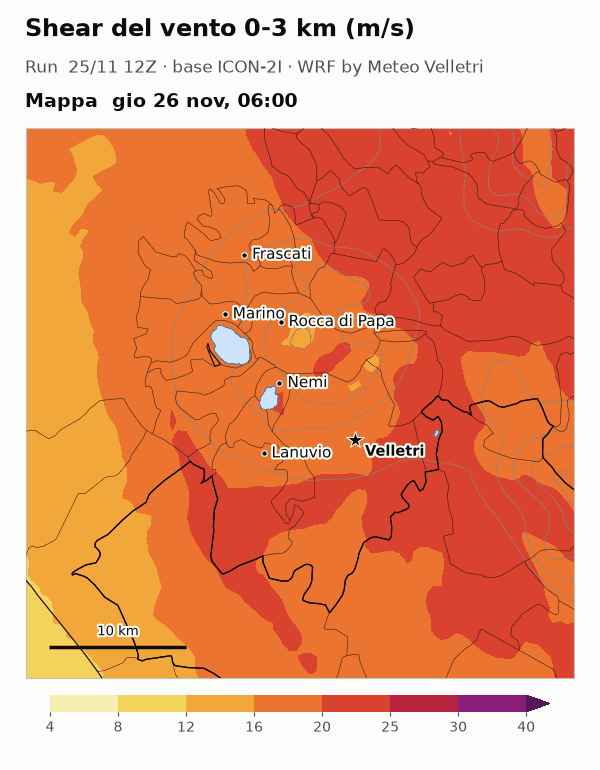 Shear del vento 0-3 km (m/s)
Run  25/11 12Z · base ICON-2I · WRF by Meteo Velletri
Mappa  gio 26 nov, 06:00
Frascati
Marino
Rocca di Papa
Nemi
Velletri
Lanuvio
10 km
4 8 12 16 20 25 30 40